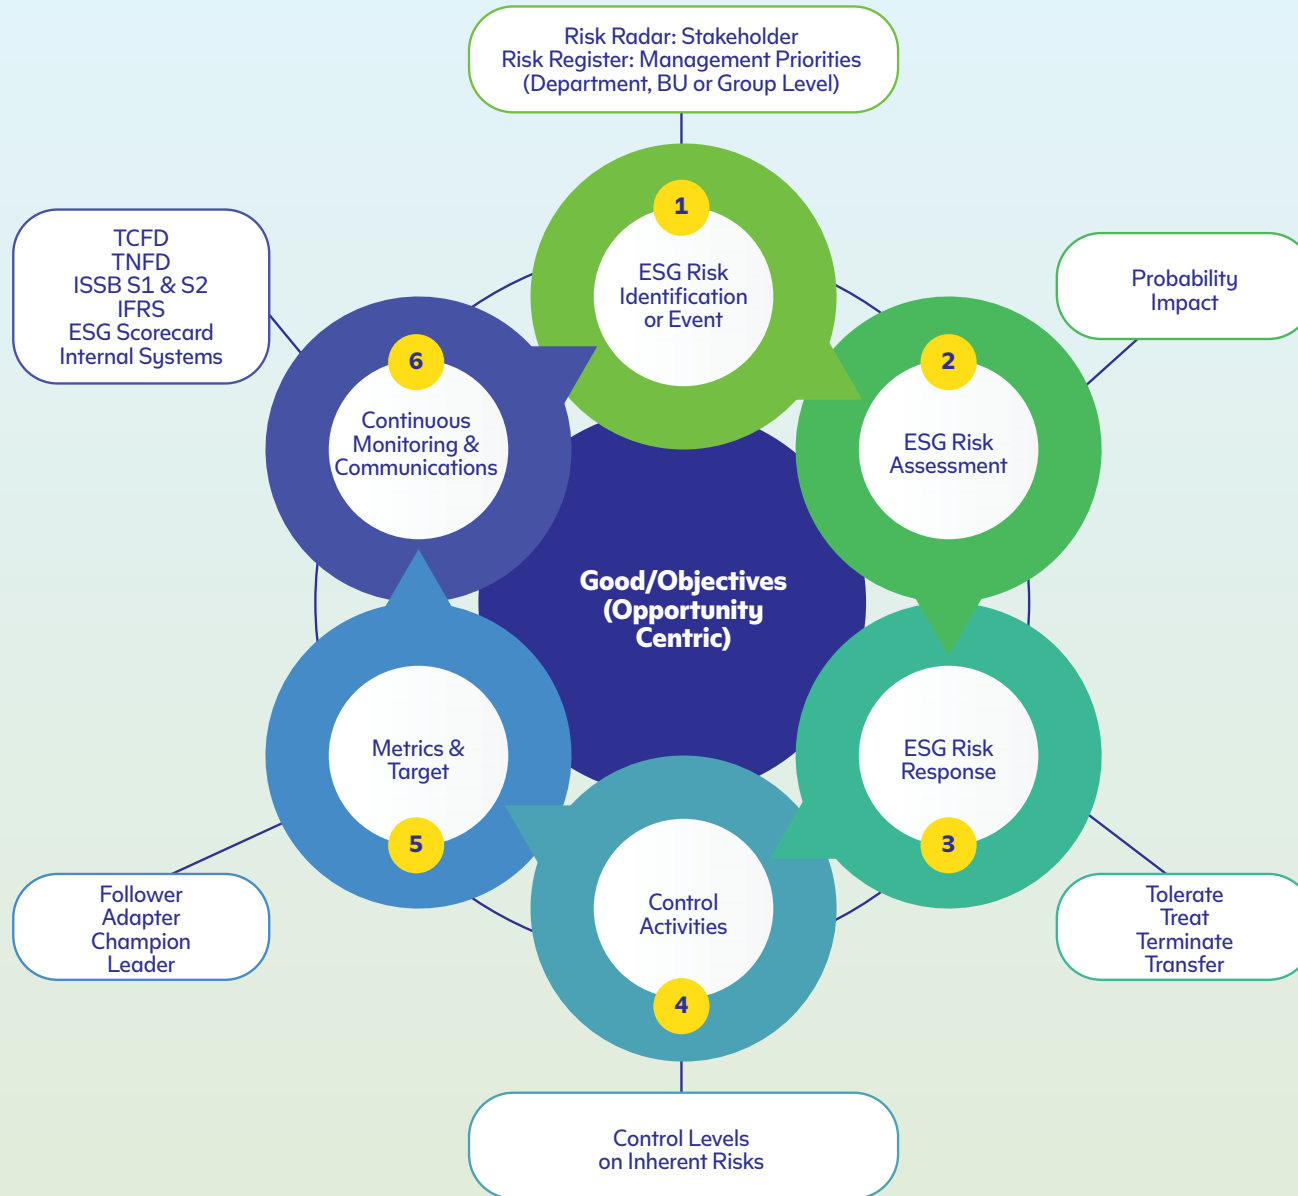 Risk Radar: Stakeholder
Risk Register: Management Priorities
(Department, BU or Group Level)
1
ESG Risk
Identification
or Event
Probability
Impact
2
ESG Risk
Assessment
ESG Risk
Response
3
Tolerate
Treat
Terminate
Transfer
Control
Activities
4
Control Levels
on Inherent Risks
Metrics &
Target
5
Follower
Adapter
Champion
Leader
TCFD
TNFD
ISSB S1 & S2
IFRS
ESG Scorecard
Internal Systems
6
Continuous
Monitoring &
Communications
Good/Objectives
(Opportunity
Centric)